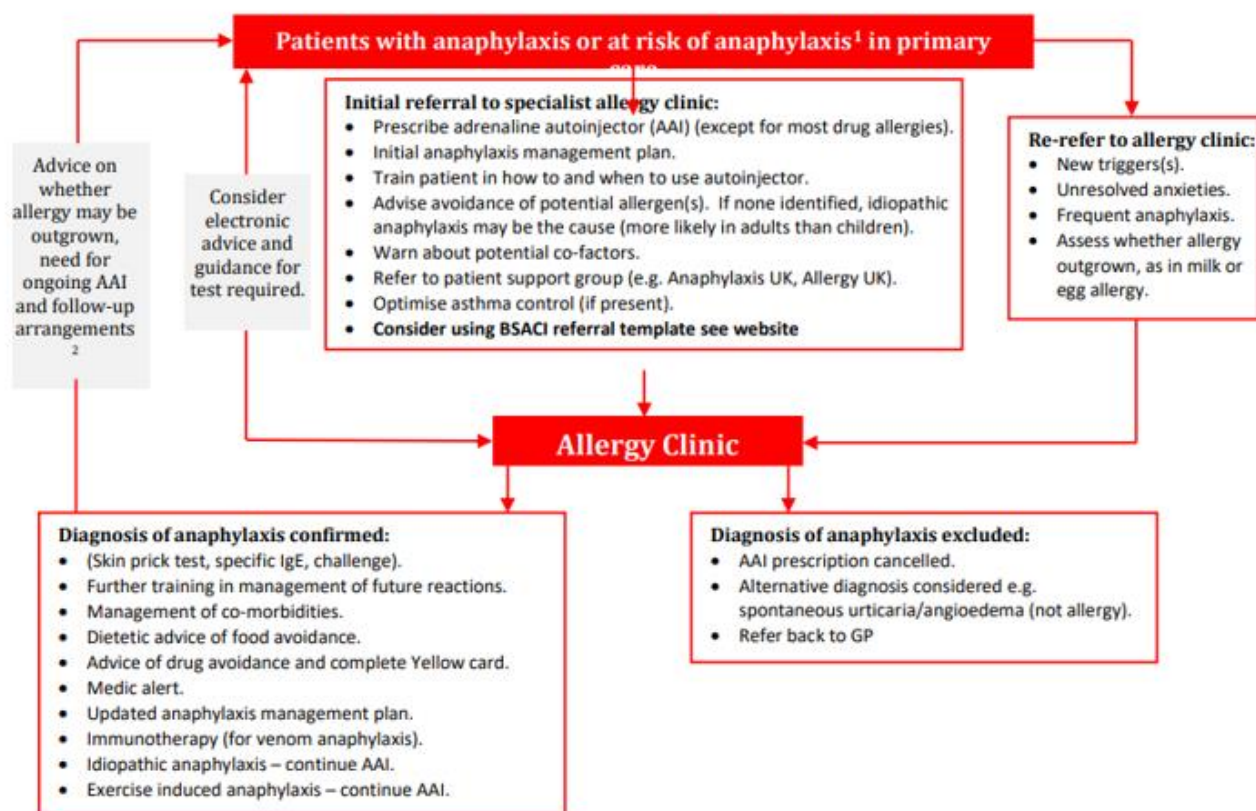 Patients with anaphylaxis or at risk of anaphylaxis¹ in primary
care
Initial referral to specialist allergy clinic:
• Prescribe adrenaline autoinjector (AAI) (except for most drug allergies).
• Initial anaphylaxis management plan.
• Train patient in how to and when to use autoinjector.
• Advise avoidance of potential allergen(s). If none identified, idiopathic
anaphylaxis may be the cause (more likely in adults than children).
• Warn about potential co-factors.
• Refer to patient support group (e.g. Anaphylaxis UK, Allergy UK).
• Optimise asthma control (if present).
• Consider using BSACI referral template see website
Re-refer to allergy clinic:
• New triggers(s).
• Unresolved anxieties.
• Frequent anaphylaxis.
• Assess whether allergy
outgrown, as in milk or
egg allergy.
Advice on
whether
allergy may be
outgrown,
need for
ongoing AAI
and follow-up
arrangements
2
Consider
electronic
advice and
guidance for
test required.
Allergy Clinic
Diagnosis of anaphylaxis confirmed:
• (Skin prick test, specific IgE, challenge).
• Further training in management of future reactions.
• Management of co-morbidities.
• Dietetic advice of food avoidance.
• Advice of drug avoidance and complete Yellow card.
• Medic alert.
• Updated anaphylaxis management plan.
• Immunotherapy (for venom anaphylaxis).
• Idiopathic anaphylaxis – continue AAI.
• Exercise induced anaphylaxis – continue AAI.
Diagnosis of anaphylaxis excluded:
• AAI prescription cancelled.
• Alternative diagnosis considered e.g.
spontaneous urticaria/angioedema (not allergy).
• Refer back to GP